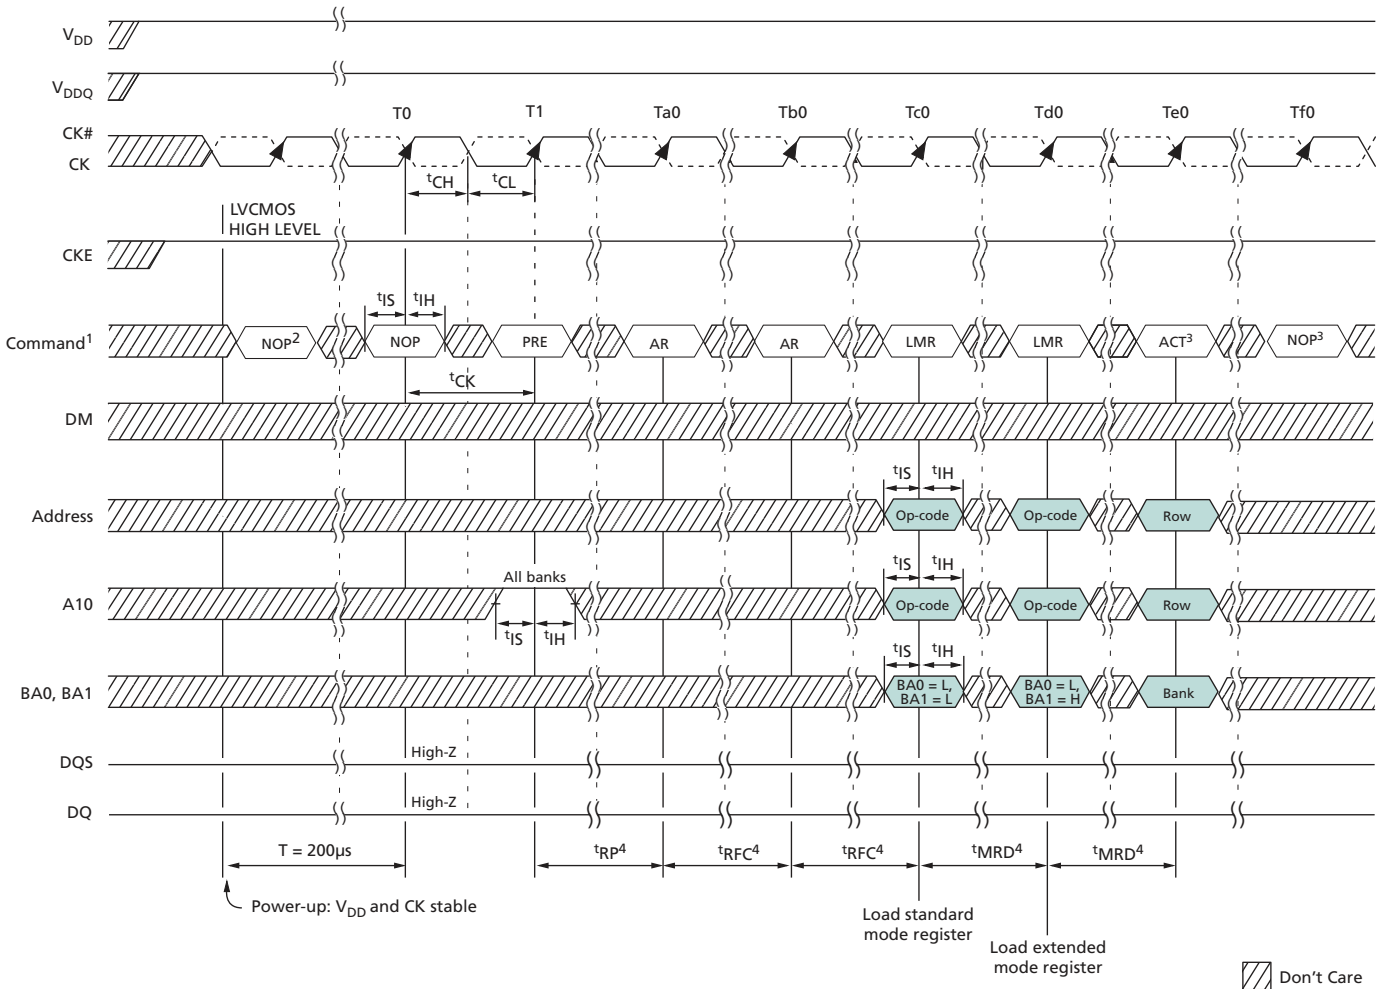 VDD
VDDQ
T0 T1 Ta0 Tb0 Tc0 Td0 Te0 Tf0
CK#
CK
tCH tCL
LVCMOS
HIGH LEVEL
CKE
tIS tIH
Command1 NOP2 NOP PRE AR AR LMR LMR ACT3 NOP3
tCK
DM
tIS tIH
Address Op-code Op-code Row
All banks tIS tIH
A10 Op-code Op-code Row
tIS tIH
tIS tIH
BA0, BA1 BA0 = L, BA1 = L BA0 = L, BA1 = H Bank
DQS High-Z
DQ High-Z
T = 200µs tRP4 tRFC4 tRFC4 tMRD4 tMRD4
Power-up: VDD and CK stable
Load standard
mode register
Load extended
mode register
Don't Care